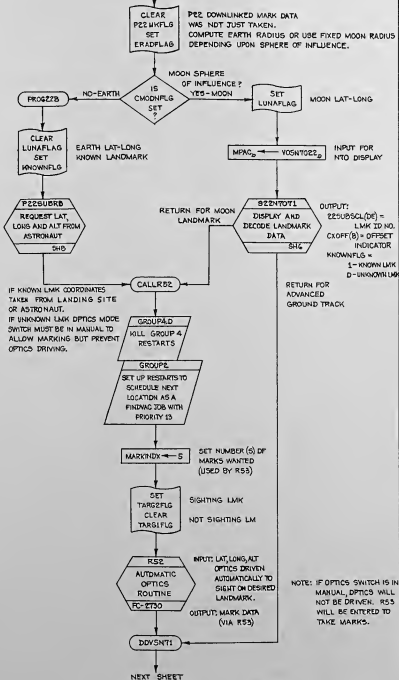 CLEAR
P22MKFLG
SET
ERADFLG
P22 DOWNLINKED MARK DATA
WAS NOT JUST TAKEN.
COMPUTE EARTH RADIUS OR USE FIXED MOON RADIUS
DEPENDING UPON SPHERE OF INFLUENCE.
MOON SPHERE
OF INFLUENCE?
NO-EARTH
YES-MOON
IS
CMOONFLG
SET
?
PROG22B
SET
LUNAFLAG
MOON LAT-LONG
CLEAR
LUNAFLAG
SET
KNOWNFLG
EARTH LAT-LONG
KNOWN LANDMARK
MPAC D ← VOSN7022 D
INPUT FOR
N70 DISPLAY
P22SUBRB
REQUEST LAT,
LONG AND ALT FROM
ASTRONAUT
SH8
RETURN FOR MOON
LANDMARK
S22N7071
DISPLAY AND
DECODE LANDMARK
DATA
SH6
OUTPUT:
22SUBSCL(DE) =
LMK ID NO.
CXOFF(B) = OFFSET
INDICATOR
KNOWNFLG =
1-KNOWN LMK
0-UNKNOWN LMK
CALLR52
RETURN FOR
ADVANCED
GROUND TRACK
IF KNOWN LMK COORDINATES
TAKEN FROM LANDING SITE
OR ASTRONAUT.
IF UNKNOWN LMK OPTICS MODE
SWITCH MUST BE IN MANUAL TO
ALLOW MARKING BUT PREVENT
OPTICS DRIVING.
GROUP4.0
KILL GROUP 4
RESTARTS
GROUP2
SET UP RESTARTS TO
SCHEDULE NEXT
LOCATION AS A
FINDVAC JOB WITH
PRIORITY 13
MARKINDX ← 5
SET NUMBER (5) OF
MARKS WANTED
(USED BY R53)
SET
TARG2FLG
CLEAR
TARG1FLG
SIGHTING LMK
NOT SIGHTING LM
R52
AUTOMATIC
OPTICS
ROUTINE
FC-2730
INPUT: LAT, LONG, ALT
OPTICS DRIVEN
AUTOMATICALLY TO
SIGHT ON DESIRED
LANDMARK.
OUTPUT: MARK DATA
(VIA R53)
NOTE: IF OPTICS SWITCH IS IN
MANUAL, OPTICS WILL
NOT BE DRIVEN. R53
WILL BE ENTERED TO
TAKE MARKS.
DDV5N71
NEXT SHEET